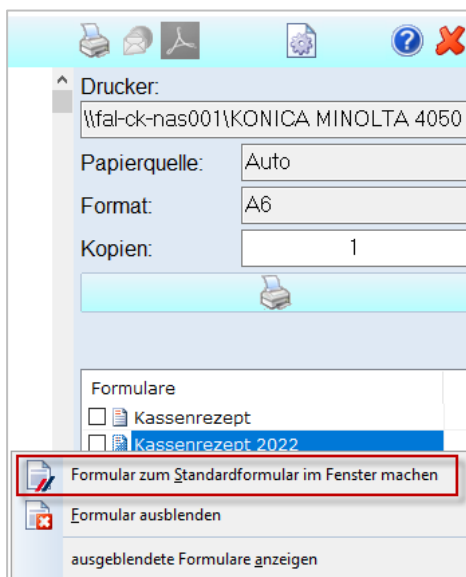 Drucker:
\\fal-ck-nas001\KONICA MINOLTA 4050
Papierquelle: Auto
Format: A6
Kopien: 1
Formulare
Kassenrezept
Kassenrezept 2022
Formular zum Standardformular im Fenster machen
Formular ausblenden
ausgeblendete Formulare anzeigen